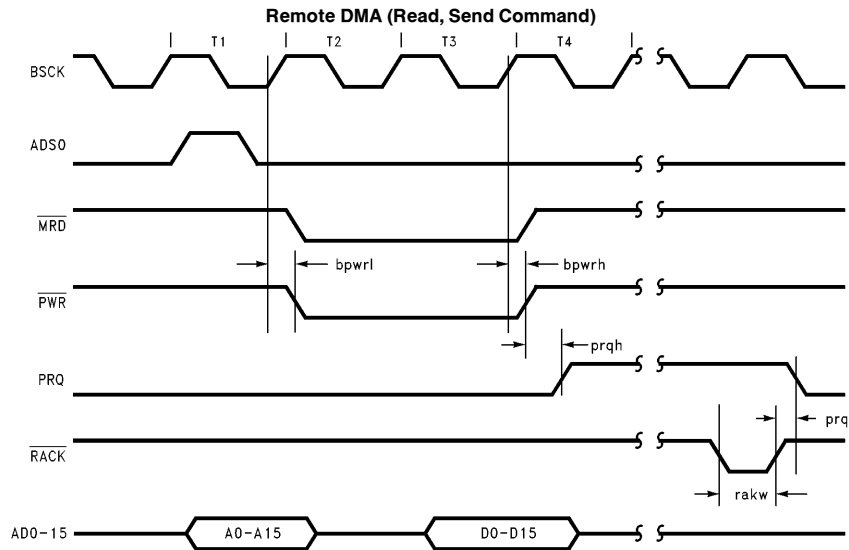 Remote DMA (Read, Send Command)
T1 T2 T3 T4
BSCK
ADS0
MRD
bpwrl bpwrh
PWR
prqh
PRQ
prq
RACK
rakw
AD0-15 A0-A15 D0-D15